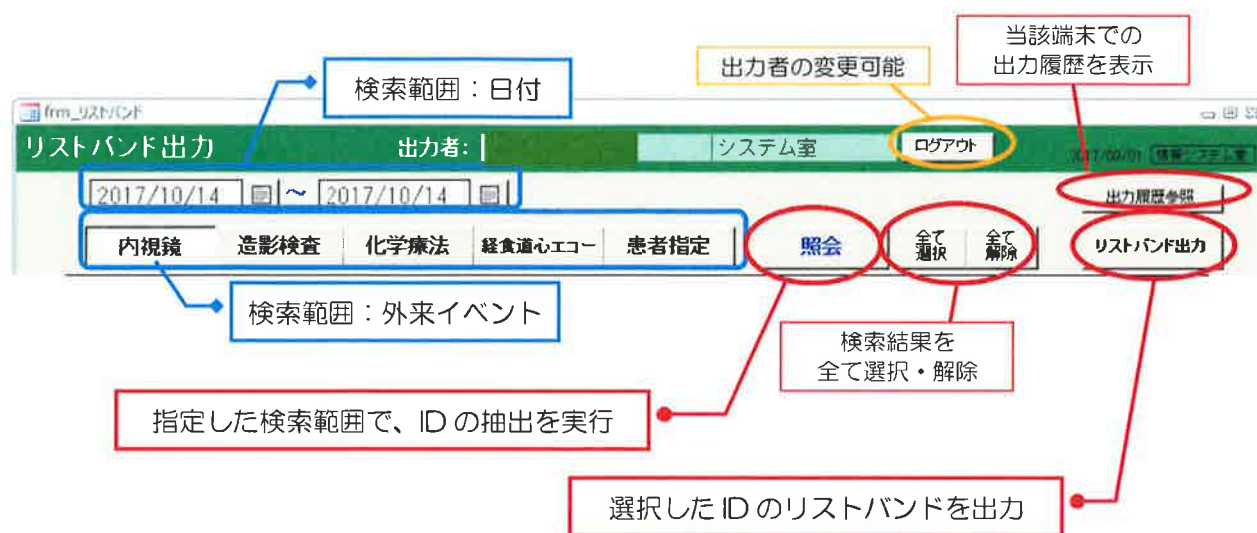 当該端末での
出力履歴を表示
出力者の変更可能
検索範囲：日付
frm_リストバンド
リストバンド出力 出力者: システム室 ログアウト
2017/10/14 ～ 2017/10/14 出力履歴参照
内視鏡 造影検査 化学療法 経食道心エコー 患者指定 照会 全て選択 全て解除 リストバンド出力
検索範囲：外来イベント
検索結果を
全て選択・解除
指定した検索範囲で、IDの抽出を実行
選択したIDのリストバンドを出力